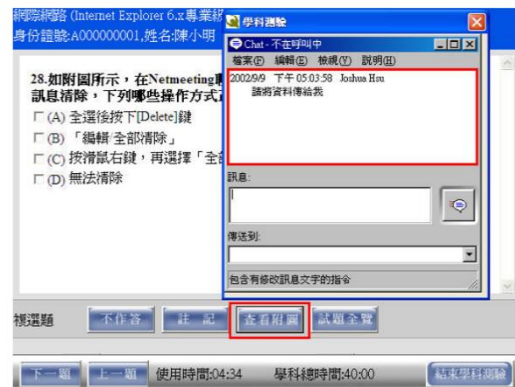 網際網路 (Internet Explorer 6.x專業級
身份證號:A000000001,姓名:陳小明
28.如附圖所示，在Netmeeting
訊息清除，下列哪些操作方式
(A) 全選後按下[Delete]鍵
(B) 「編輯/全部清除」
(C) 按滑鼠右鍵，再選擇「全
(D) 無法清除
學科測驗
Chat - 不在呼叫中
檔案(F) 編輯(E) 檢視(V) 說明(H)
2002/9/9 下午 05:03:58 Joshua Hsu
請將資料傳給我
訊息:
傳送到:
包含有修改訊息文字的指令
複選題 不作答 註 記 查看附圖 試題全覽
下一題 上一題 使用時間:04:34 學科總時間:40:00 結束學科測驗